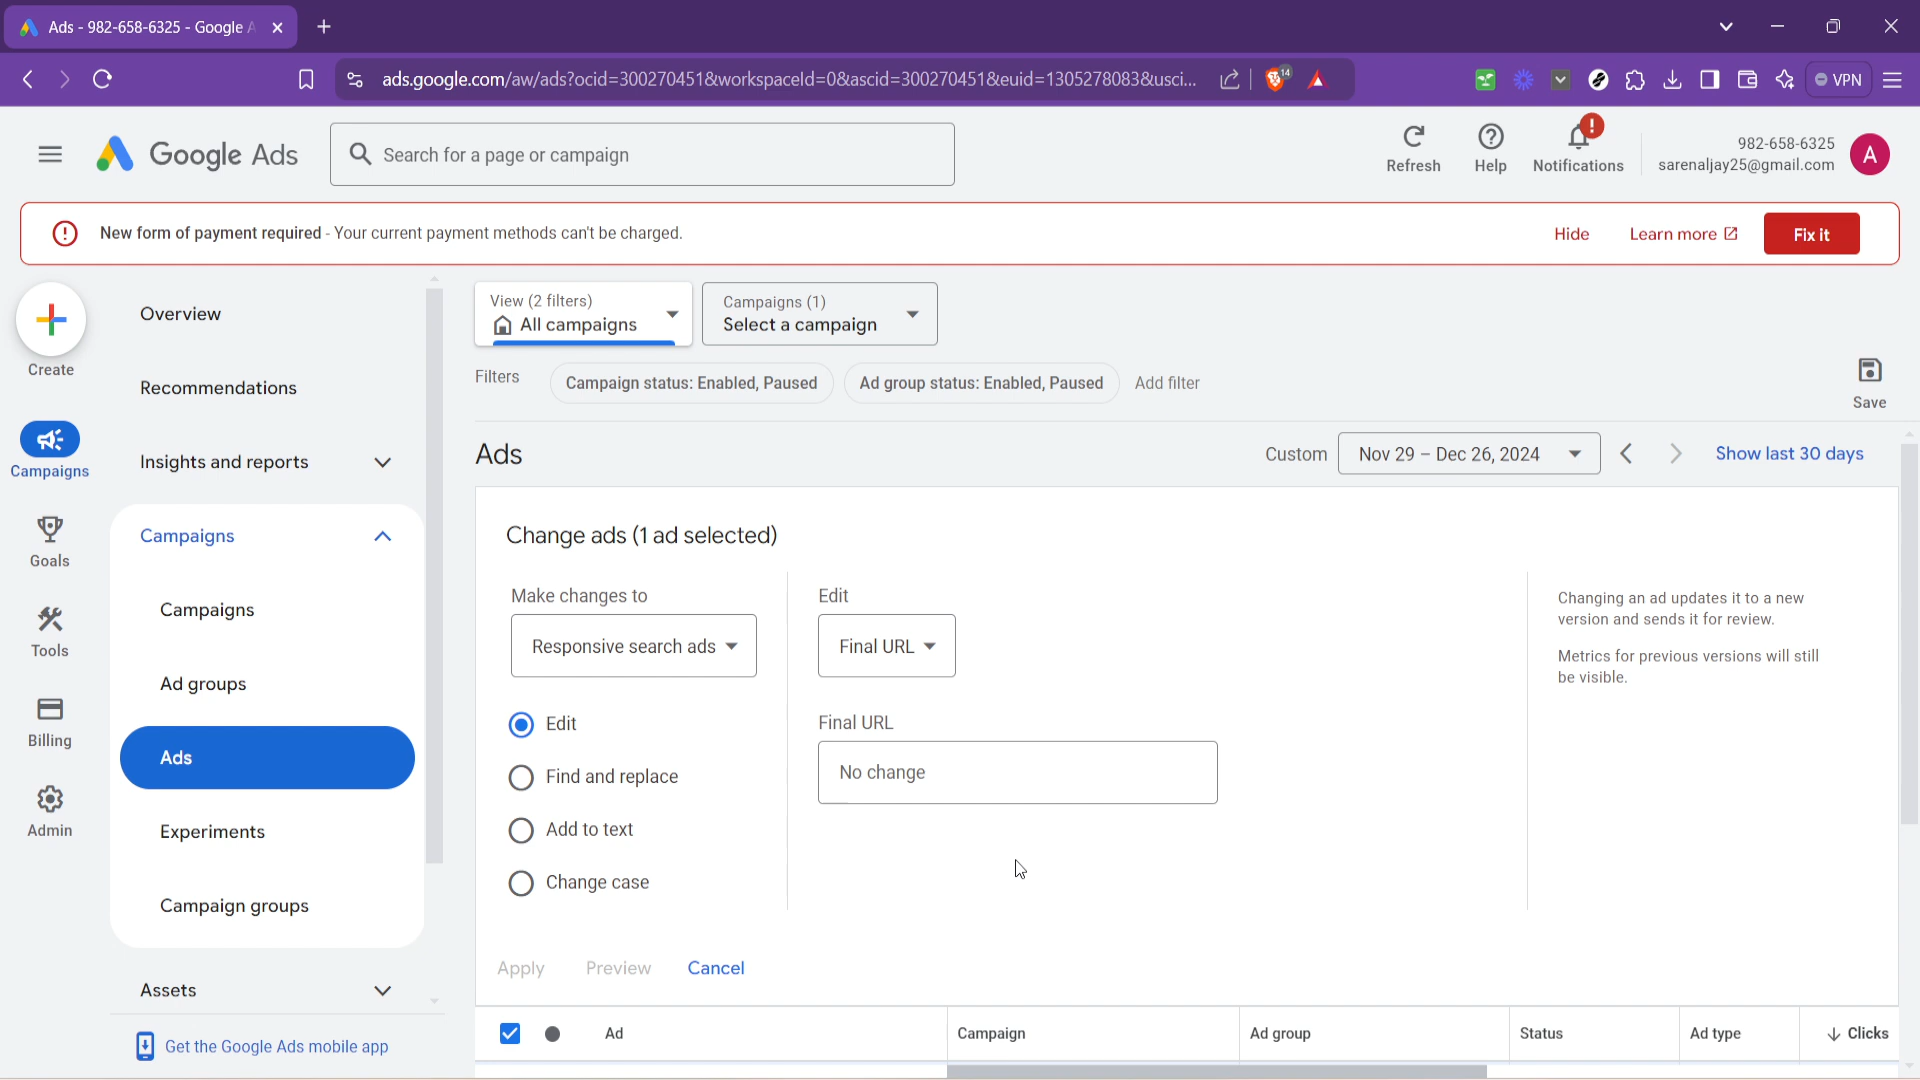 Ads - 982-658-6325 - Google A
ads.google.com/aw/ads?ocid=300270451&workspaceId=0&ascid=300270451&euid=1305278083&usci...
14
VPN
Google Ads
Search for a page or campaign
Refresh
Help
Notifications
982-658-6325
sarenaljay25@gmail.com
A
New form of payment required - Your current payment methods can't be charged.
Hide
Learn more
Fix it
Create
Campaigns
Goals
Tools
Billing
Admin
Overview
Recommendations
Insights and reports
Campaigns
Campaigns
Ad groups
Ads
Experiments
Campaign groups
Assets
Get the Google Ads mobile app
View (2 filters)
All campaigns
Campaigns (1)
Select a campaign
Filters
Campaign status: Enabled, Paused
Ad group status: Enabled, Paused
Add filter
Save
Ads
Custom
Nov 29 – Dec 26, 2024
Show last 30 days
Change ads (1 ad selected)
Make changes to
Responsive search ads
Edit
Find and replace
Add to text
Change case
Edit
Final URL
Final URL
No change
Changing an ad updates it to a new
version and sends it for review.
Metrics for previous versions will still
be visible.
Apply
Preview
Cancel
Ad
Campaign
Ad group
Status
Ad type
Clicks